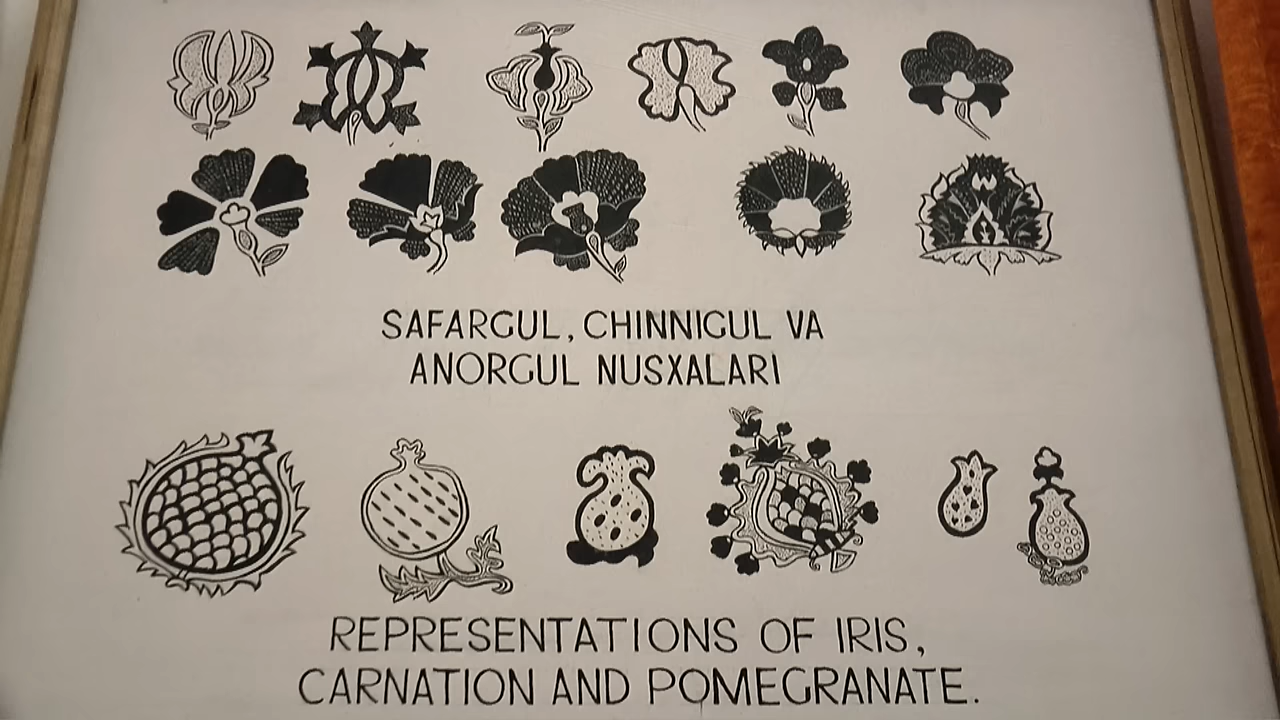 SAFARGUL, CHINNIGUL VA
ANORGUL NUSXALARI
REPRESENTATIONS OF IRIS,
CARNATION AND POMEGRANATE.